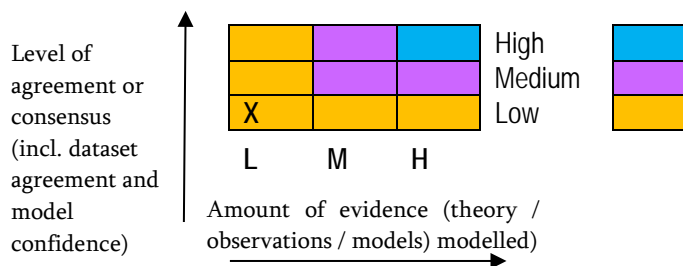 Level of
agreement or
consensus
(incl. dataset
agreement and
model
confidence)
High
Medium
X Low
L M H
Amount of evidence (theory /
observations / models) modelled)